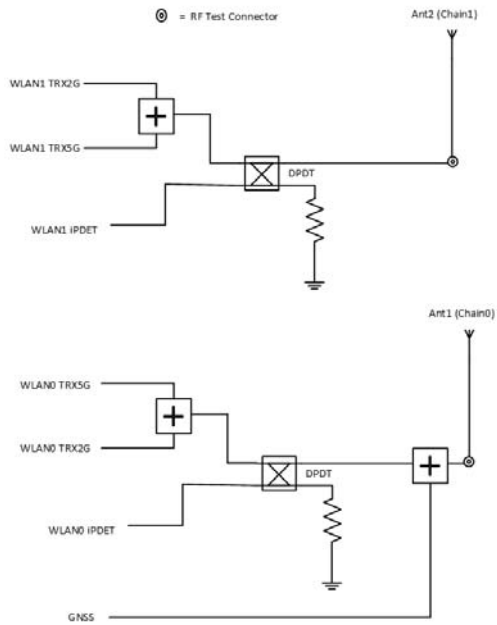 = RF Test Connector
Ant2 (Chain1)
WLAN1 TRX2G
WLAN1 TRX5G
DPDT
WLAN1 iPDET
Ant1 (Chain0)
WLAN0 TRX5G
WLAN0 TRX2G
DPDT
WLAN0 iPDET
GNSS